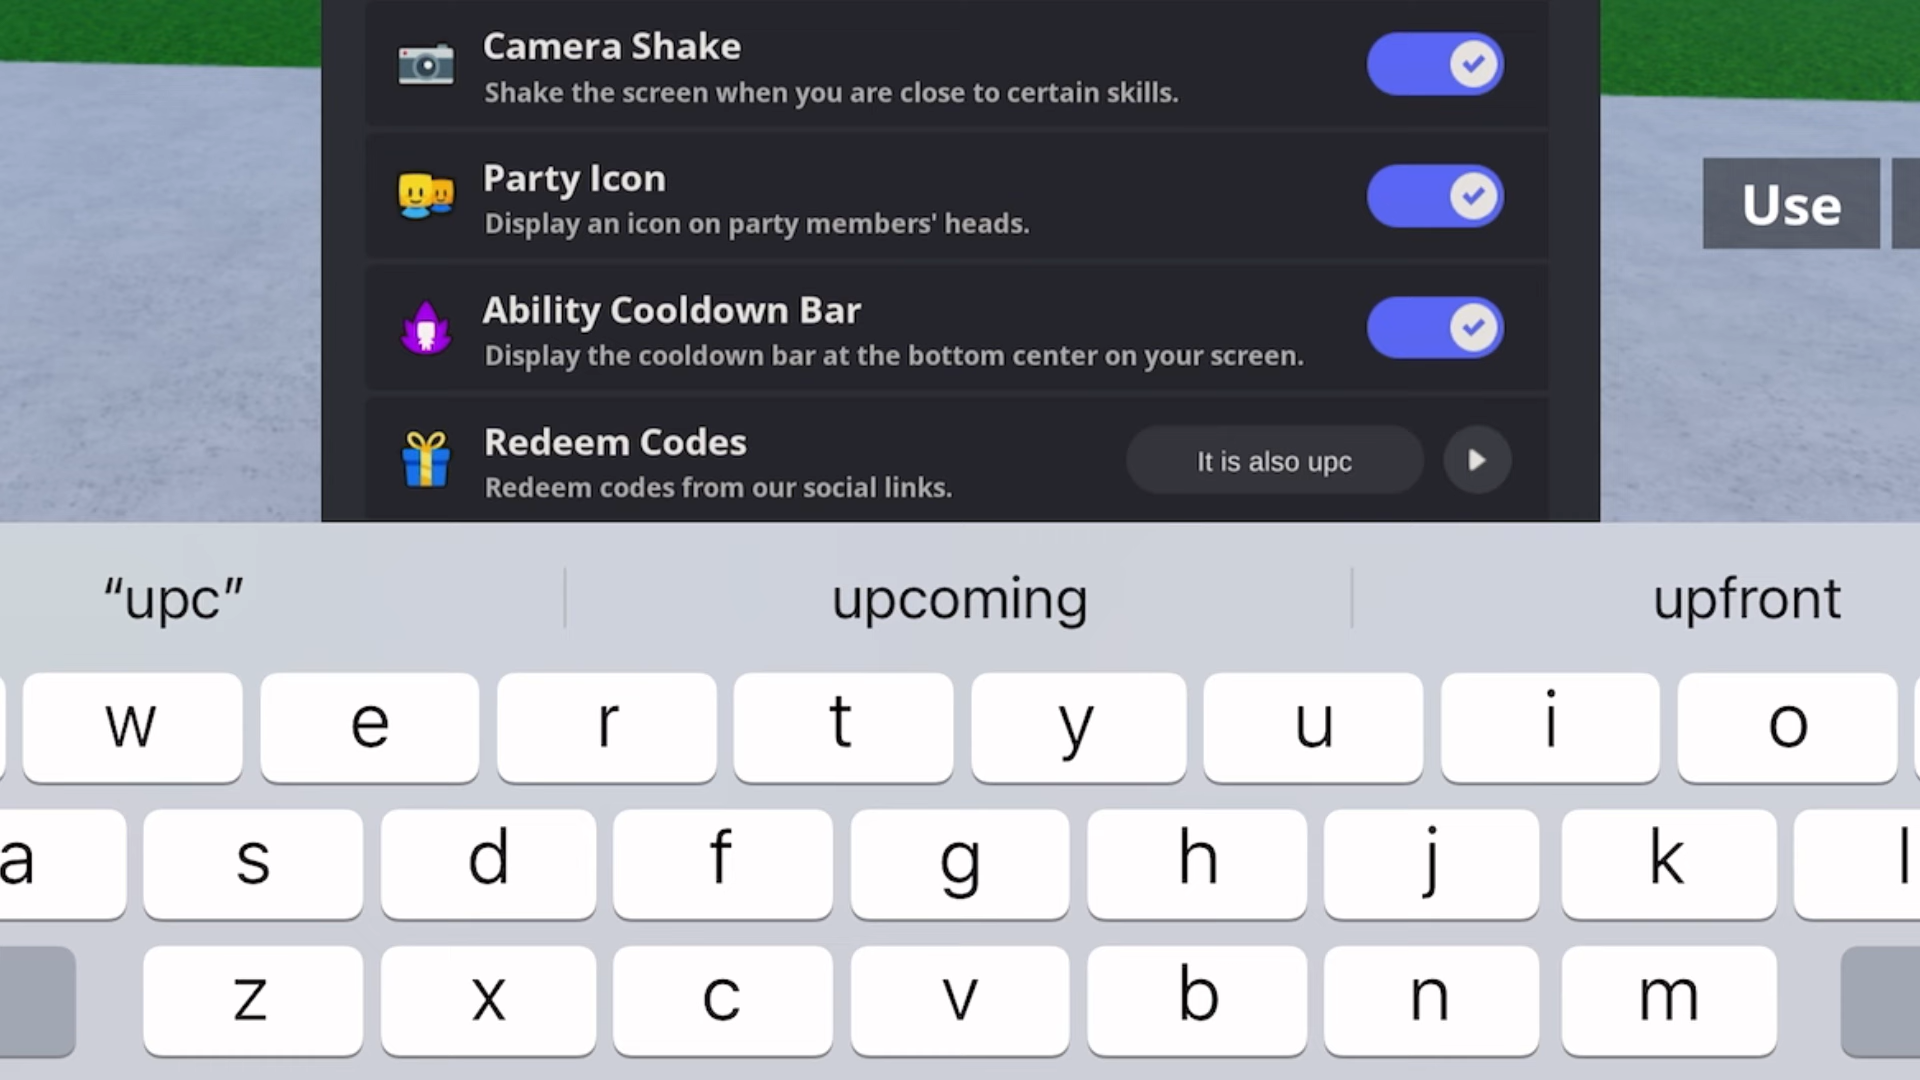 Camera Shake
Shake the screen when you are close to certain skills.
Party Icon
Display an icon on party members' heads.
Use
Ability Cooldown Bar
Display the cooldown bar at the bottom center on your screen.
Redeem Codes
It is also upc
Redeem codes from our social links.
“upc” upcoming upfront
w e r t y u i o
a s d f g h j k l
z x c v b n m